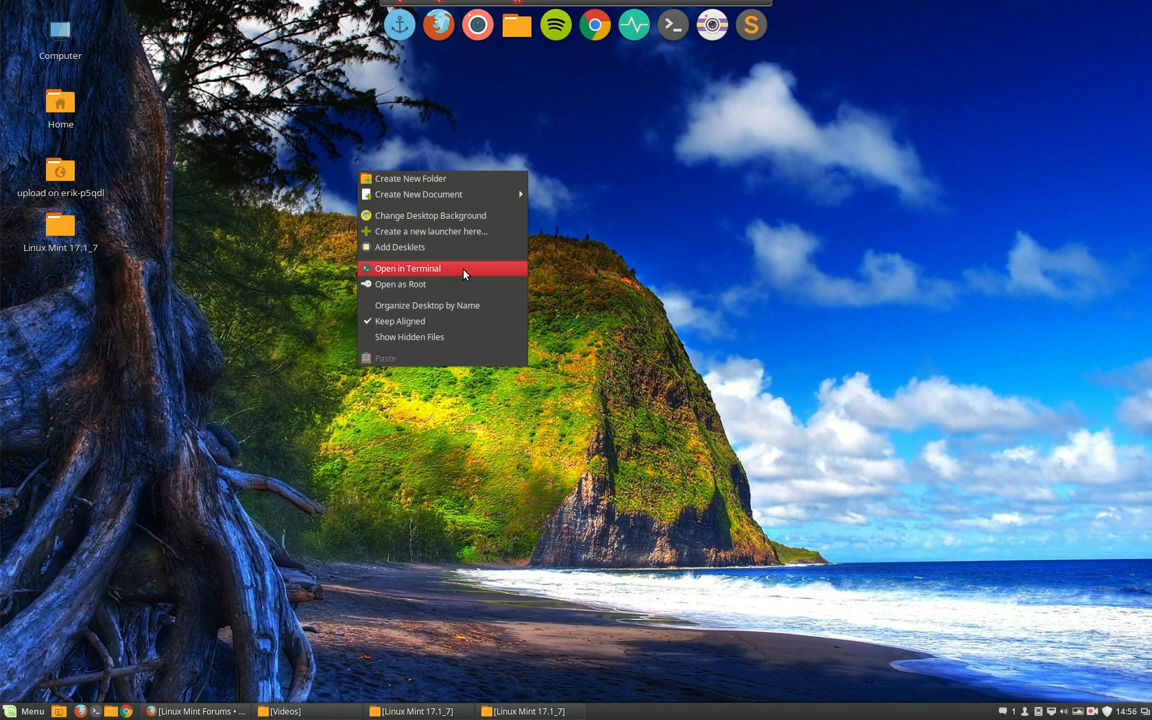 Computer
Home
upload on erik-p5qdl
Linux Mint 17.1_7
Create New Folder
Create New Document
Change Desktop Background
Create a new launcher here...
Add Desklets
Open in Terminal
Open as Root
Organize Desktop by Name
Keep Aligned
Show Hidden Files
Paste
Menu
[Linux Mint Forums • ...
[Videos]
[Linux Mint 17.1_7]
[Linux Mint 17.1_7]
1
14:56